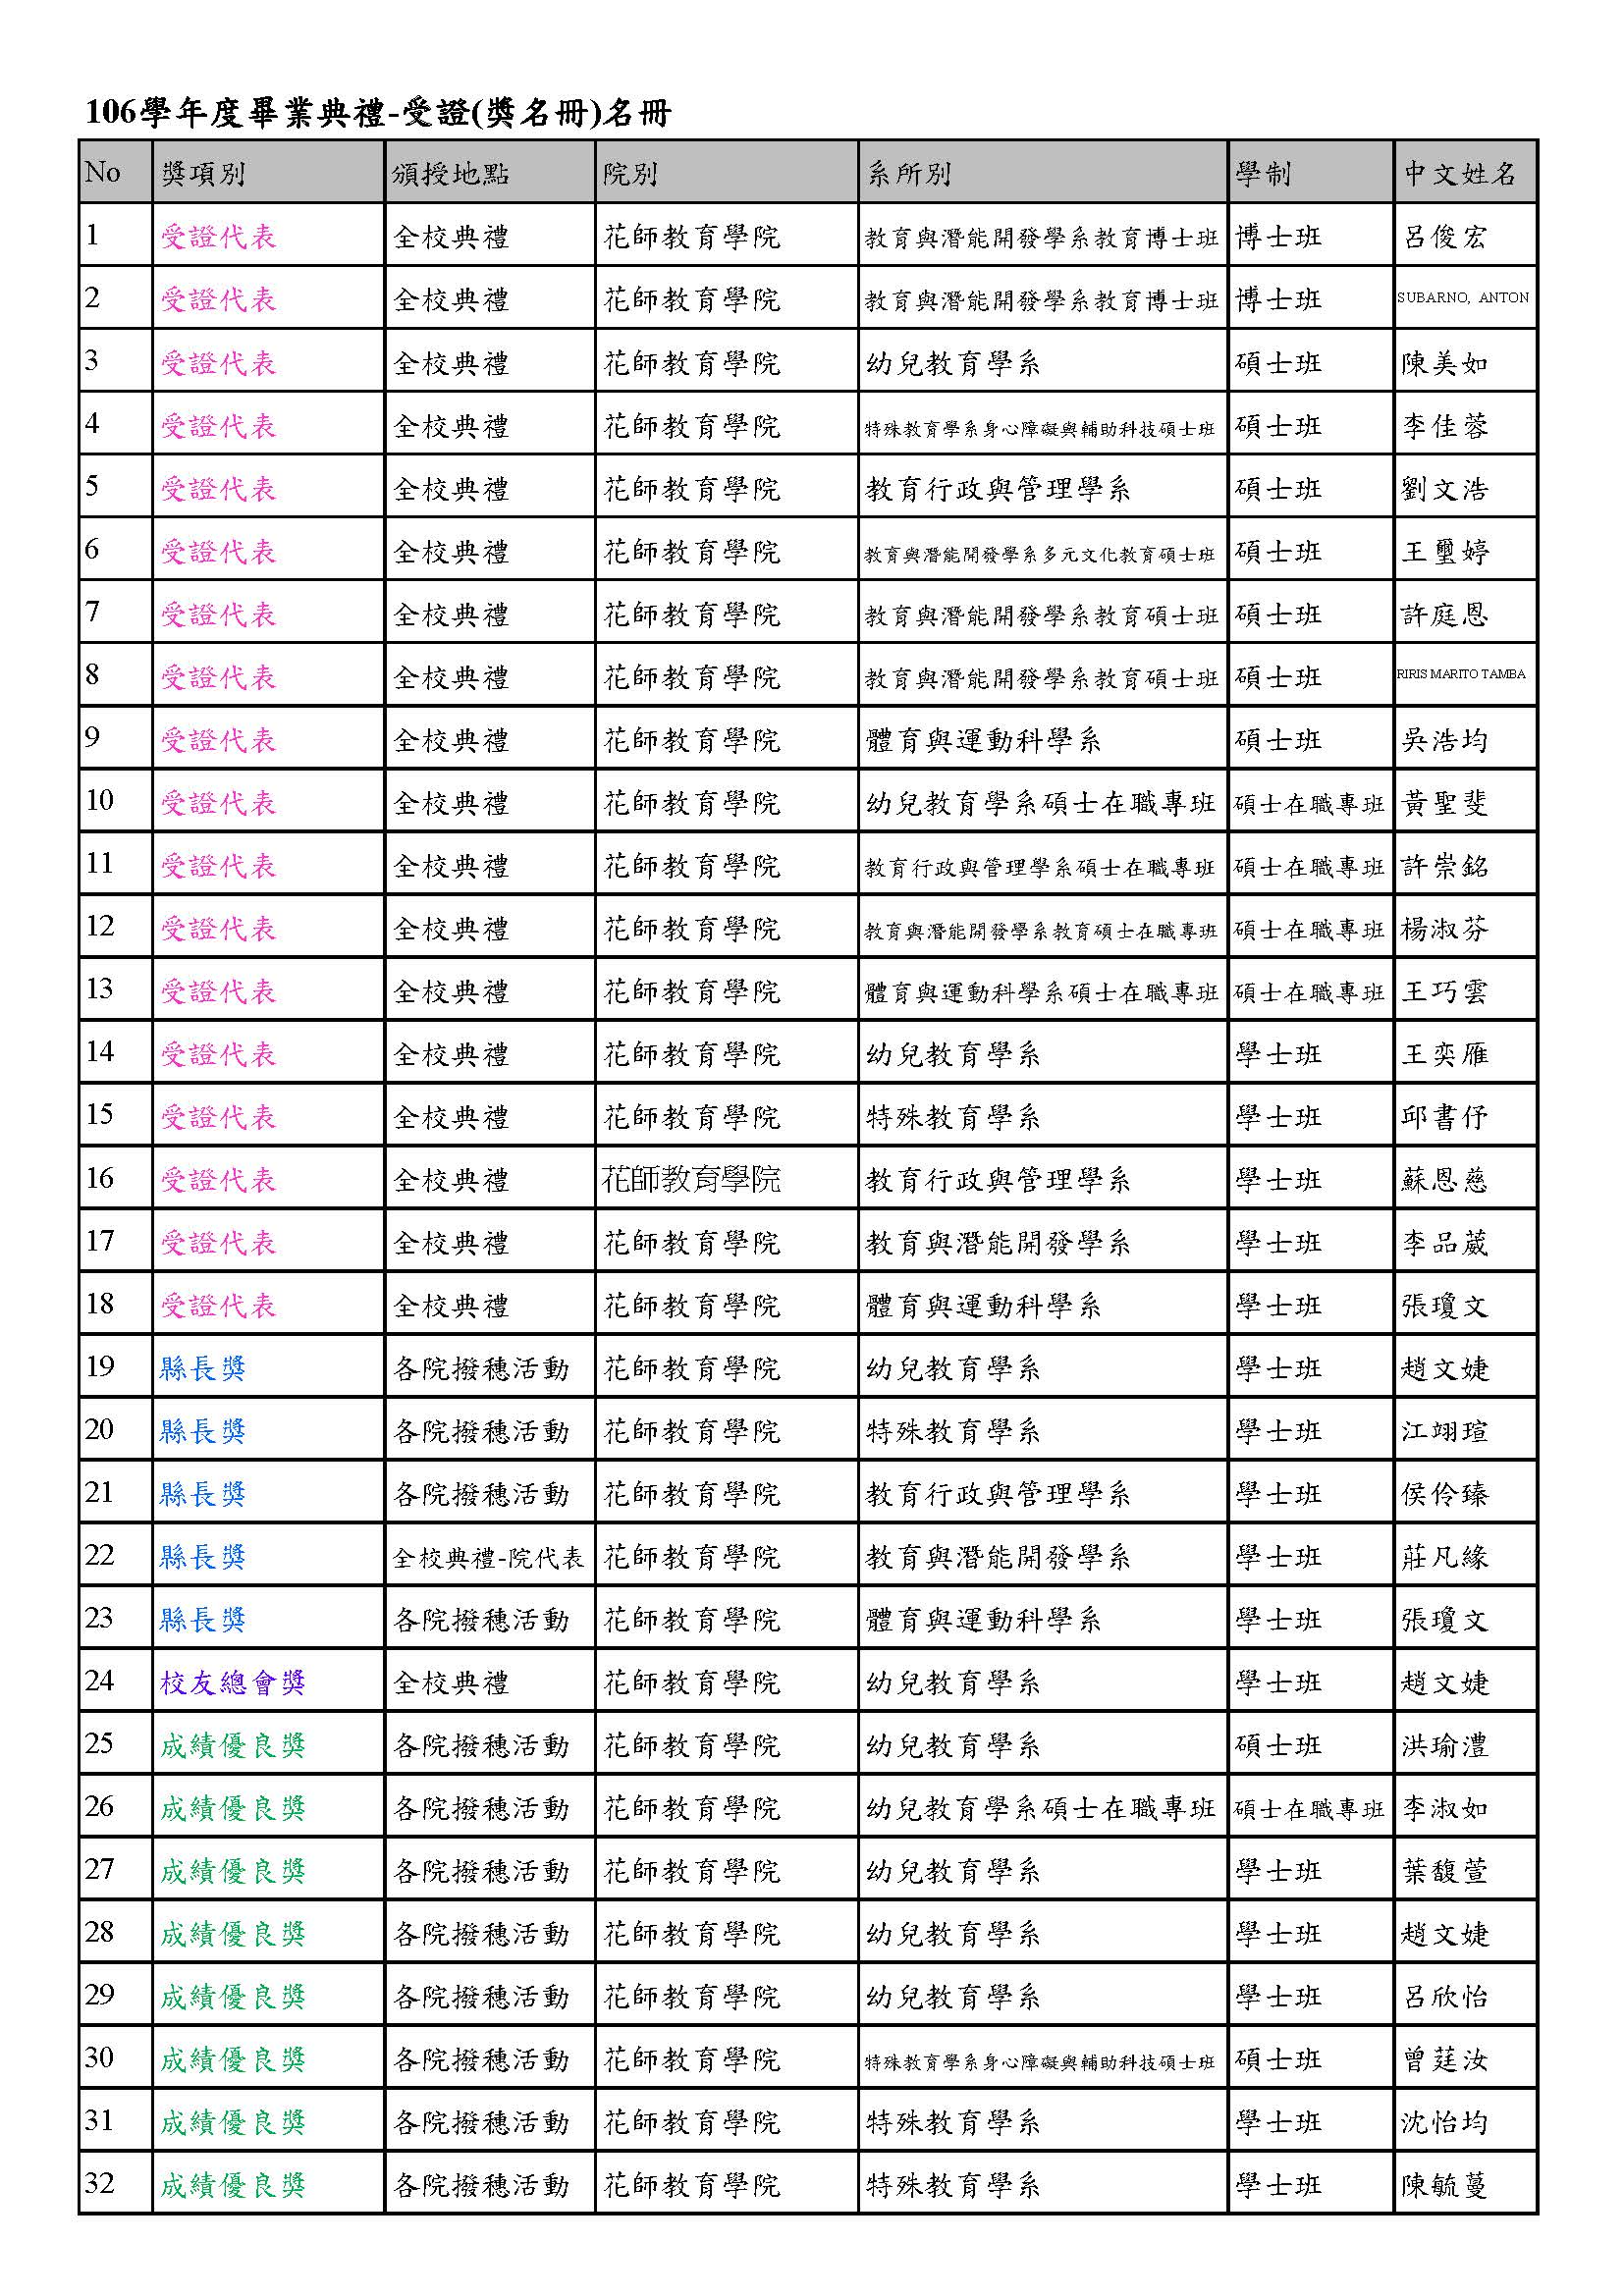 106學年度畢業典禮-受證(獎名冊)名冊
No 獎項別 頒授地點 院別 系所別 學制 中文姓名
1 受證代表 全校典禮 花師教育學院 教育與潛能開發學系教育博士班 博士班 呂俊宏
2 受證代表 全校典禮 花師教育學院 教育與潛能開發學系教育博士班 博士班 SUBARNO, ANTON
3 受證代表 全校典禮 花師教育學院 幼兒教育學系 碩士班 陳美如
4 受證代表 全校典禮 花師教育學院 特殊教育學系身心障礙與輔助科技碩士班 碩士班 李佳蓉
5 受證代表 全校典禮 花師教育學院 教育行政與管理學系 碩士班 劉文浩
6 受證代表 全校典禮 花師教育學院 教育與潛能開發學系多元文化教育碩士班 碩士班 王璽婷
7 受證代表 全校典禮 花師教育學院 教育與潛能開發學系教育碩士班 碩士班 許庭恩
8 受證代表 全校典禮 花師教育學院 教育與潛能開發學系教育碩士班 碩士班 RIRIS MARITO TAMBA
9 受證代表 全校典禮 花師教育學院 體育與運動科學系 碩士班 吳浩均
10 受證代表 全校典禮 花師教育學院 幼兒教育學系碩士在職專班 碩士在職專班 黃聖斐
11 受證代表 全校典禮 花師教育學院 教育行政與管理學系碩士在職專班 碩士在職專班 許崇銘
12 受證代表 全校典禮 花師教育學院 教育與潛能開發學系教育碩士在職專班 碩士在職專班 楊淑芬
13 受證代表 全校典禮 花師教育學院 體育與運動科學系碩士在職專班 碩士在職專班 王巧雲
14 受證代表 全校典禮 花師教育學院 幼兒教育學系 學士班 王奕雁
15 受證代表 全校典禮 花師教育學院 特殊教育學系 學士班 邱書伃
16 受證代表 全校典禮 花師教育學院 教育行政與管理學系 學士班 蘇恩慈
17 受證代表 全校典禮 花師教育學院 教育與潛能開發學系 學士班 李品葳
18 受證代表 全校典禮 花師教育學院 體育與運動科學系 學士班 張瓊文
19 縣長獎 各院撥穗活動 花師教育學院 幼兒教育學系 學士班 趙文婕
20 縣長獎 各院撥穗活動 花師教育學院 特殊教育學系 學士班 江翊瑄
21 縣長獎 各院撥穗活動 花師教育學院 教育行政與管理學系 學士班 侯伶臻
22 縣長獎 全校典禮-院代表 花師教育學院 教育與潛能開發學系 學士班 莊凡緣
23 縣長獎 各院撥穗活動 花師教育學院 體育與運動科學系 學士班 張瓊文
24 校友總會獎 全校典禮 花師教育學院 幼兒教育學系 學士班 趙文婕
25 成績優良獎 各院撥穗活動 花師教育學院 幼兒教育學系 碩士班 洪瑜澧
26 成績優良獎 各院撥穗活動 花師教育學院 幼兒教育學系碩士在職專班 碩士在職專班 李淑如
27 成績優良獎 各院撥穗活動 花師教育學院 幼兒教育學系 學士班 葉馥萱
28 成績優良獎 各院撥穗活動 花師教育學院 幼兒教育學系 學士班 趙文婕
29 成績優良獎 各院撥穗活動 花師教育學院 幼兒教育學系 學士班 呂欣怡
30 成績優良獎 各院撥穗活動 花師教育學院 特殊教育學系身心障礙與輔助科技碩士班 碩士班 曾莛汝
31 成績優良獎 各院撥穗活動 花師教育學院 特殊教育學系 學士班 沈怡均
32 成績優良獎 各院撥穗活動 花師教育學院 特殊教育學系 學士班 陳毓蔓